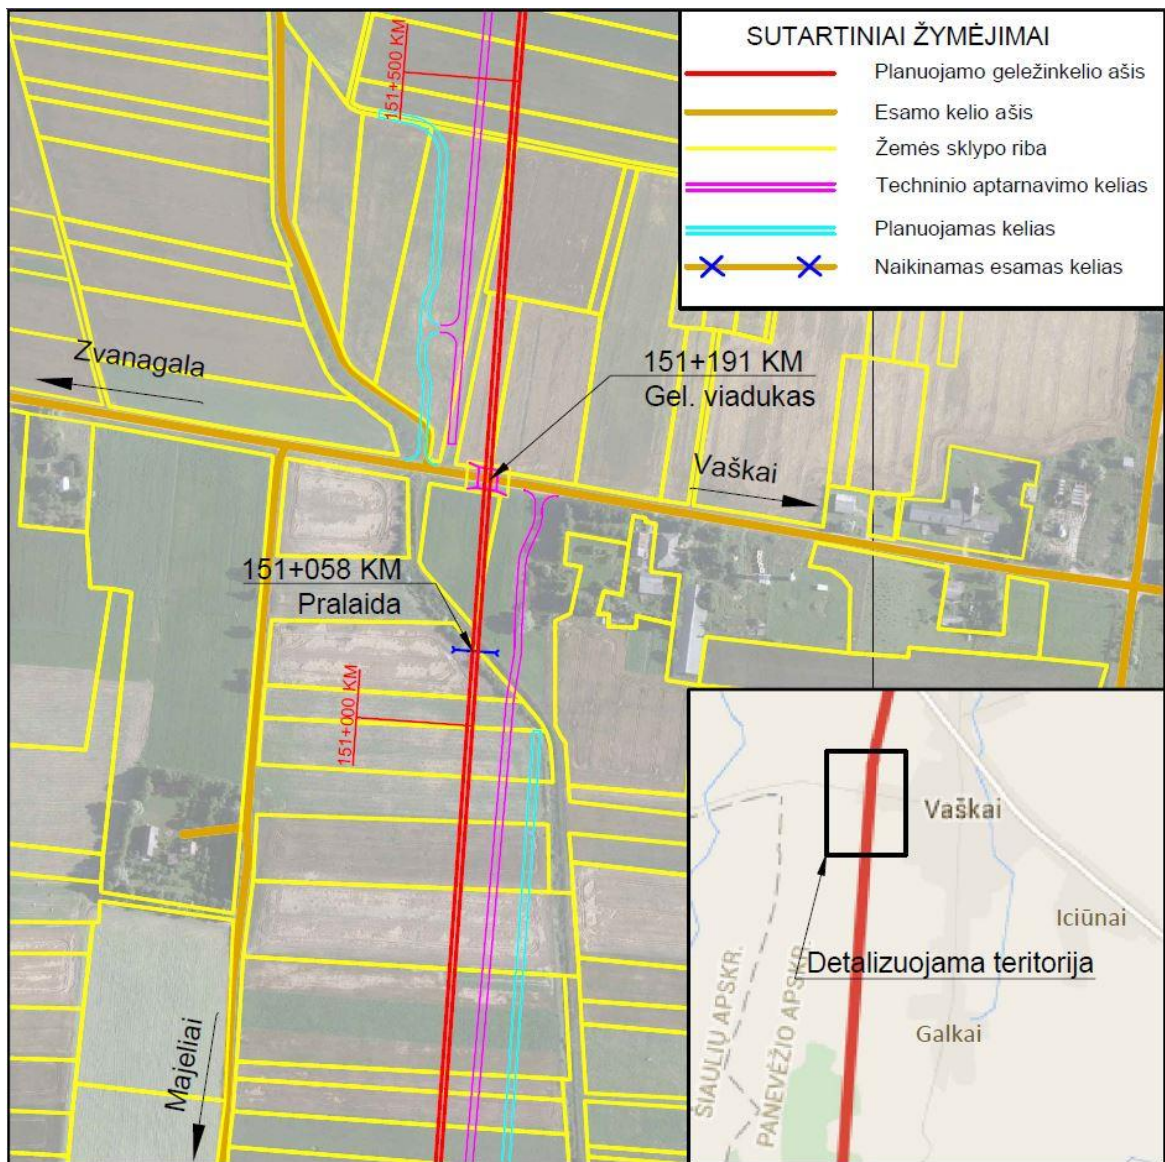 SUTARTINIAI ŽYMĖJIMAI
Planuojamo geležinkelio ašis
Esamo kelio ašis
Žemės sklypo riba
Techninio aptarnavimo kelias
Planuojamas kelias
Naikinamas esamas kelias
151+500 KM
Zvanagala
151+191 KM
Gel. viadukas
Vaškai
151+058 KM
Pralaida
151+000 KM
Majeliai
Vaškai
Iciūnai
Detalizuojama teritorija
Galkai
ŠIAULIŲ APSKR.
PANEVĖŽIO APSKR.